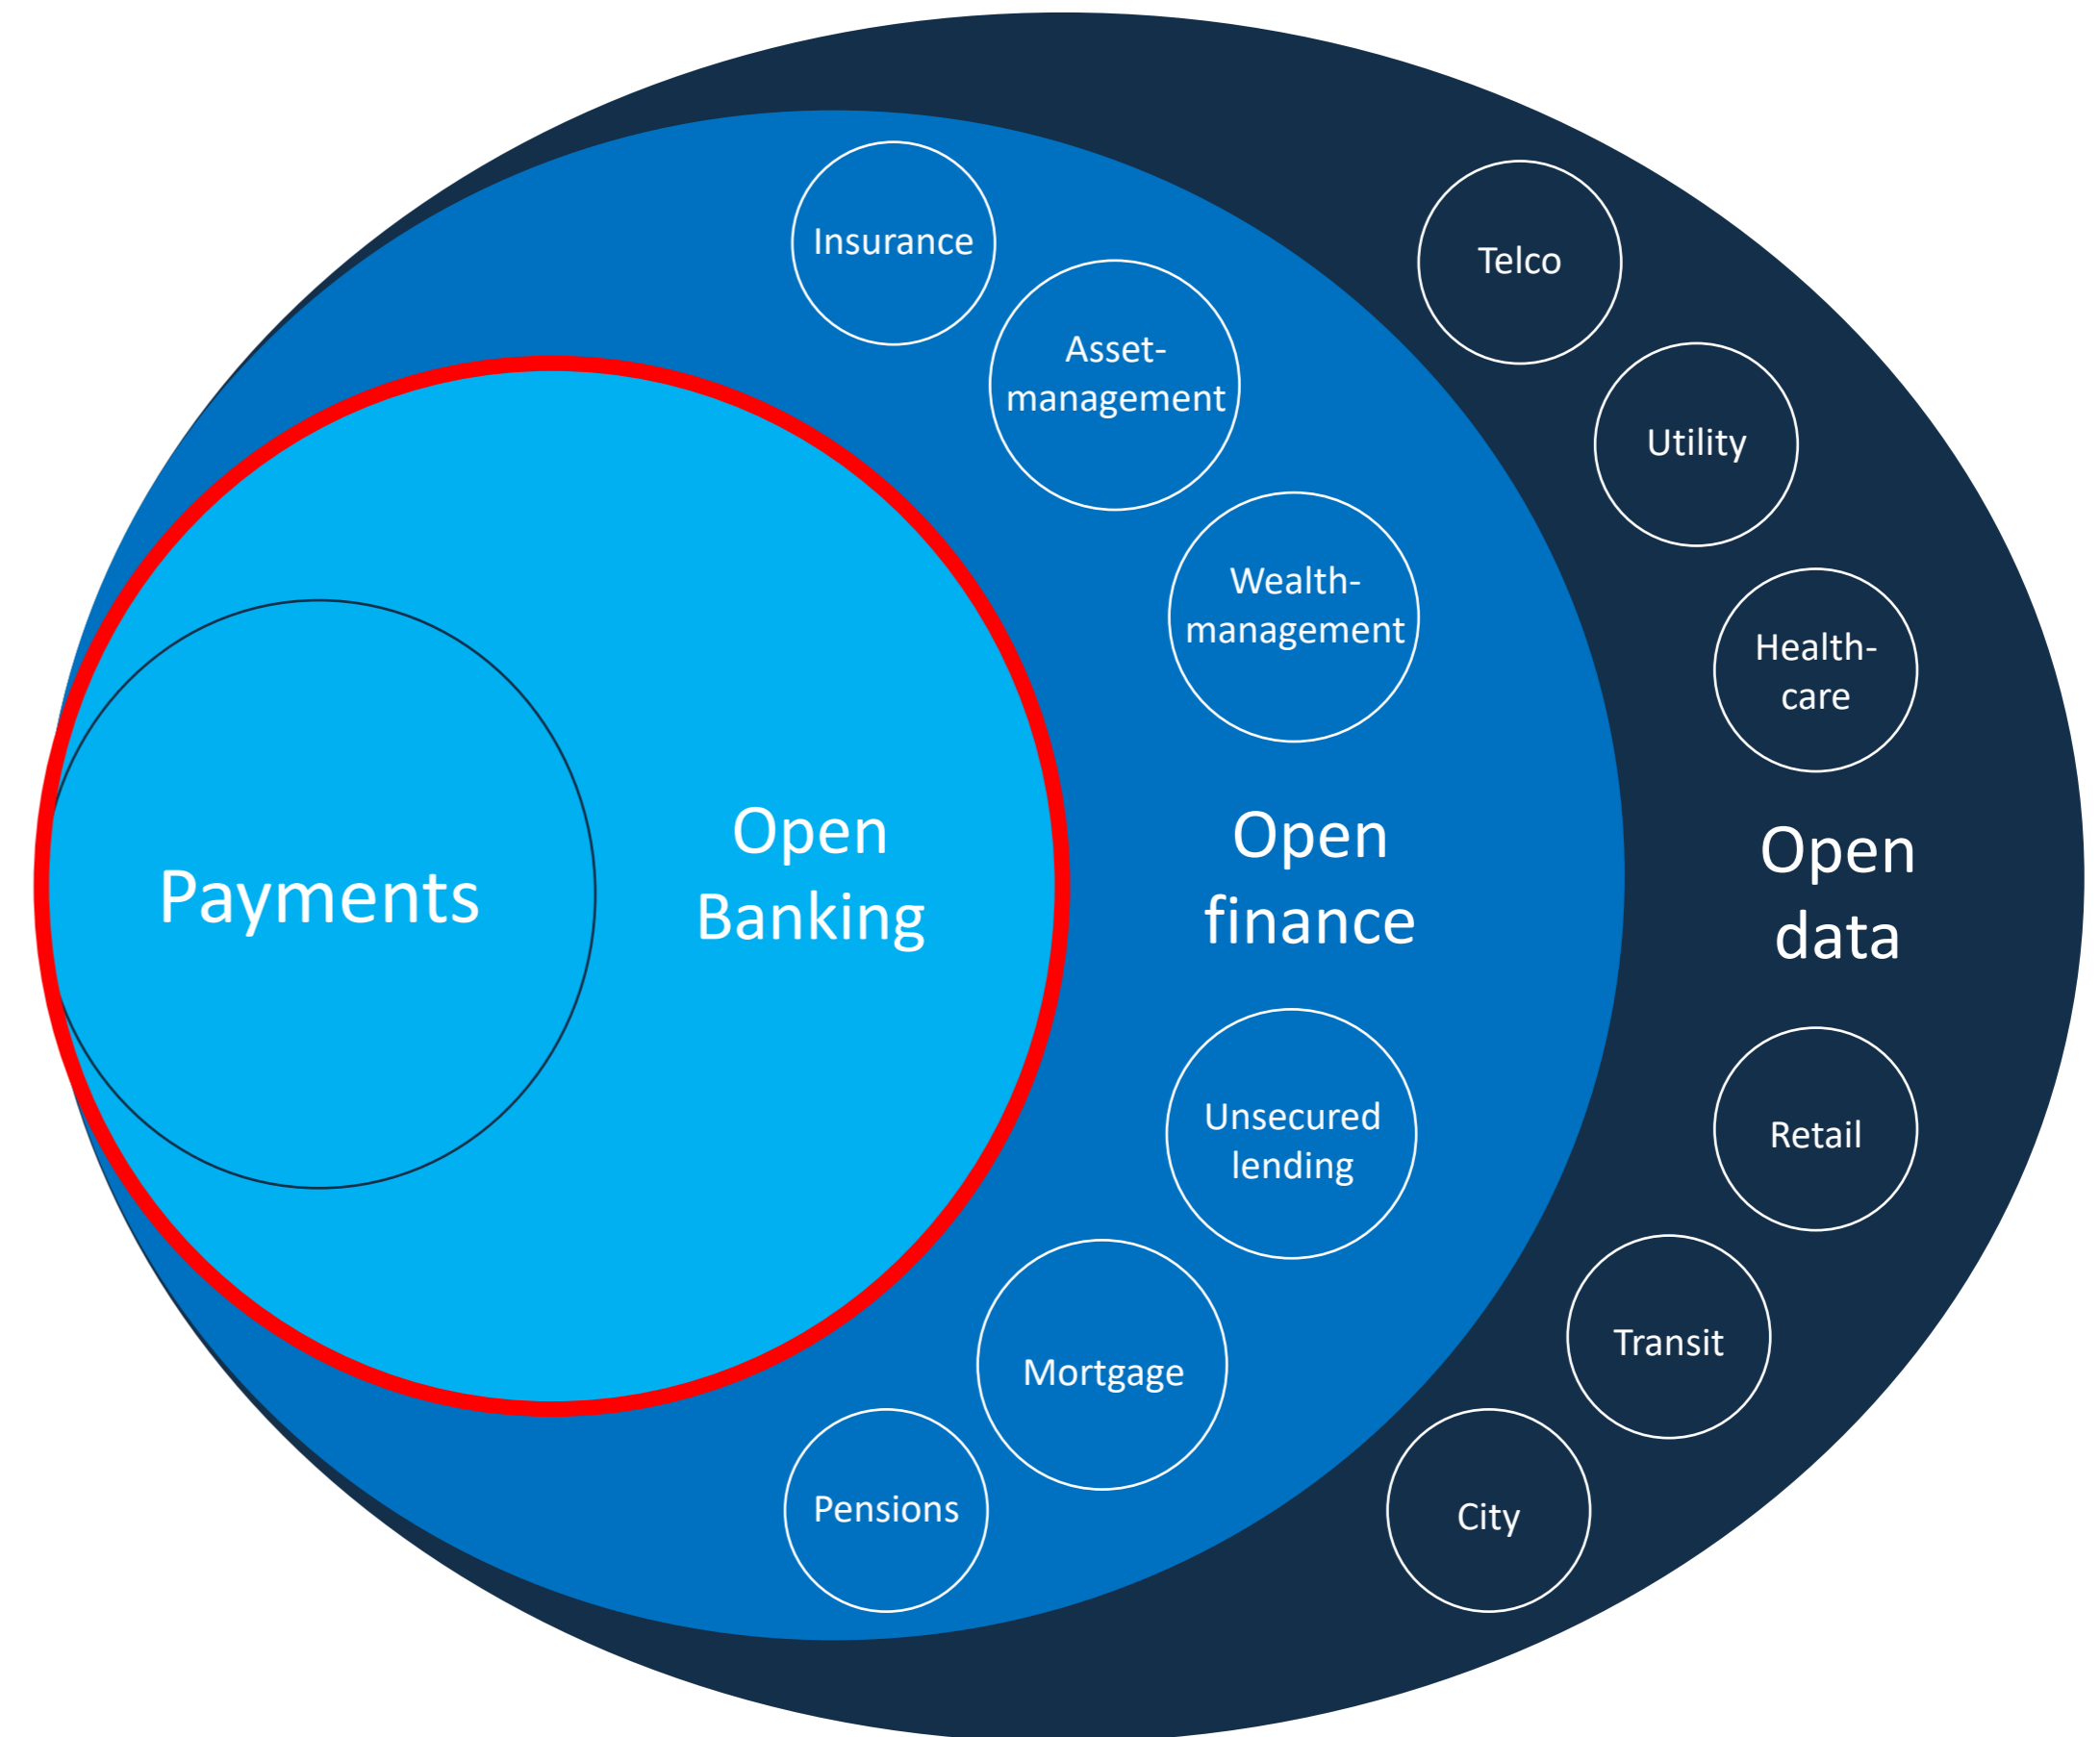 Insurance
Asset-
management
Wealth-
management
Telco
Utility
Health-
care
Payments
Open
Banking
Open
finance
Open
data
Unsecured
lending
Mortgage
Pensions
Retail
Transit
City